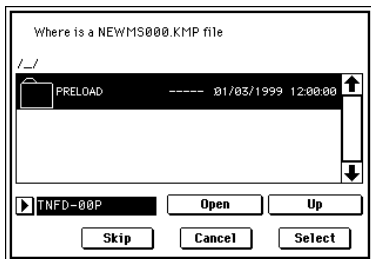 Where is a NEWMS000.KMP file
/_/
PRELOAD ----- 01/03/1999 12:00:00
TNFD-00P Open Up
Skip Cancel Select